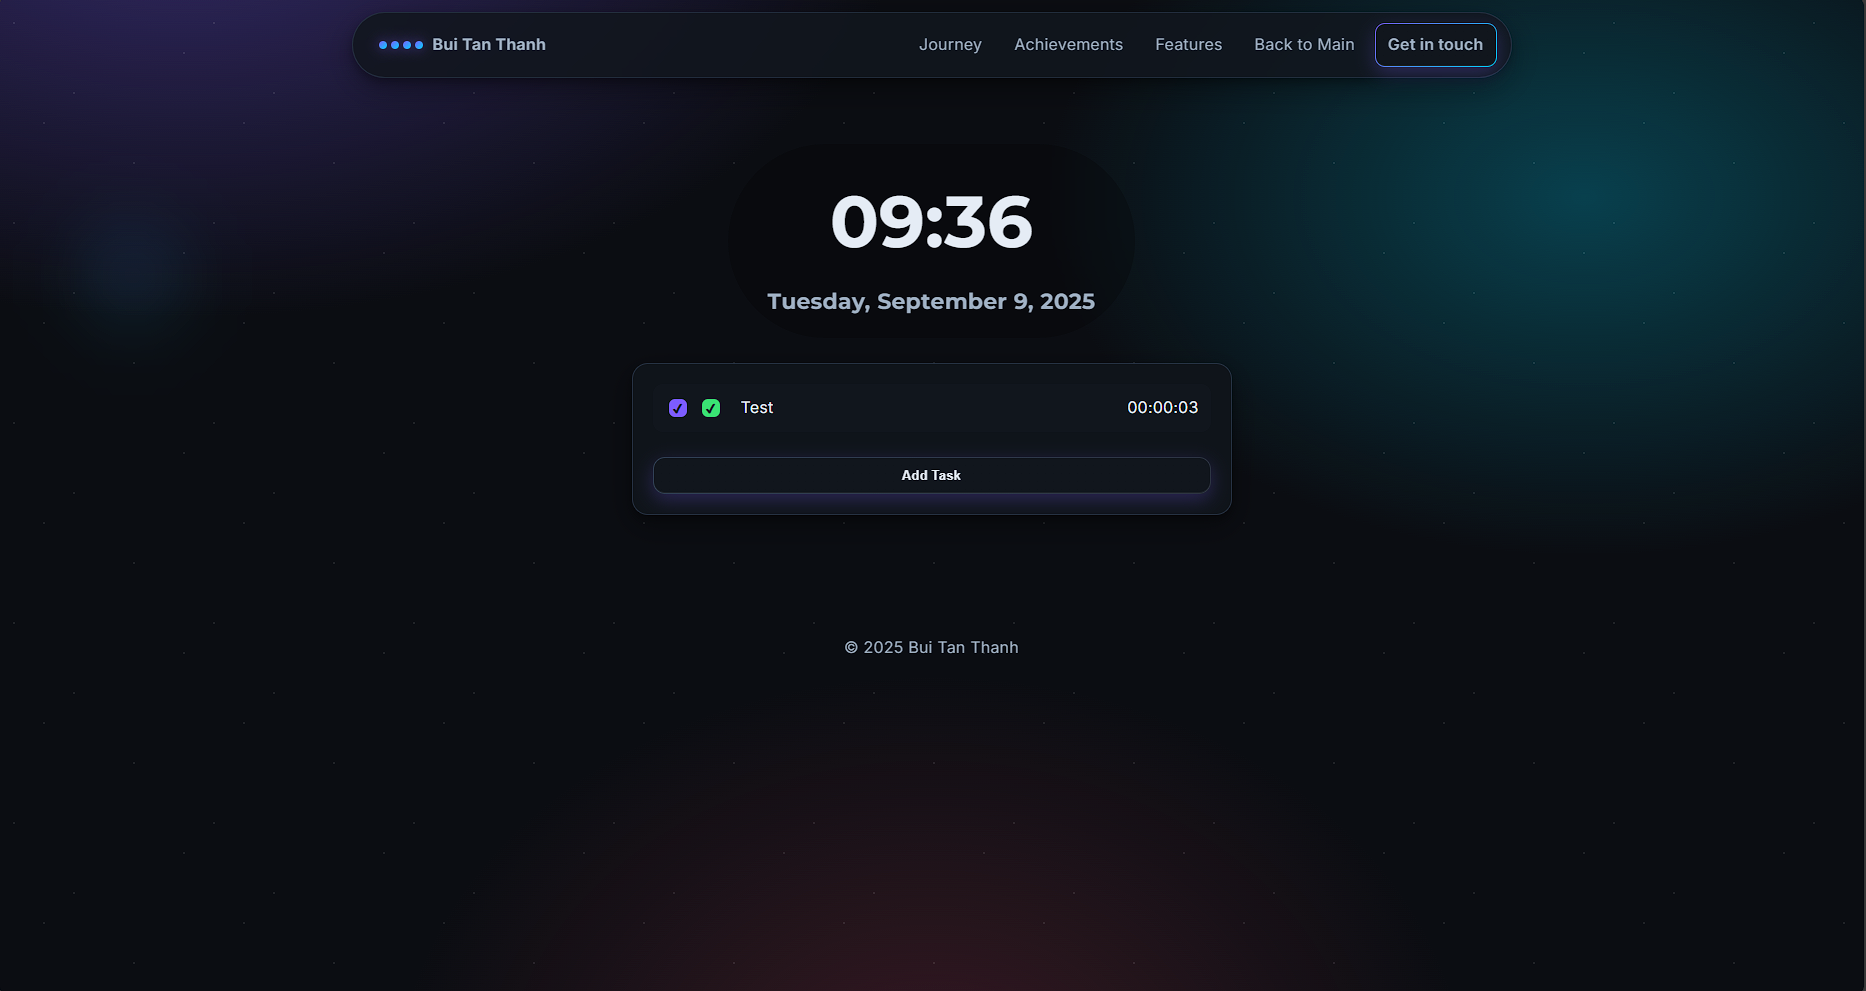 Bui Tan Thanh Journey Achievements Features Back to Main Get in touch
09:36
Tuesday, September 9, 2025
Test 00:00:03
Add Task
© 2025 Bui Tan Thanh